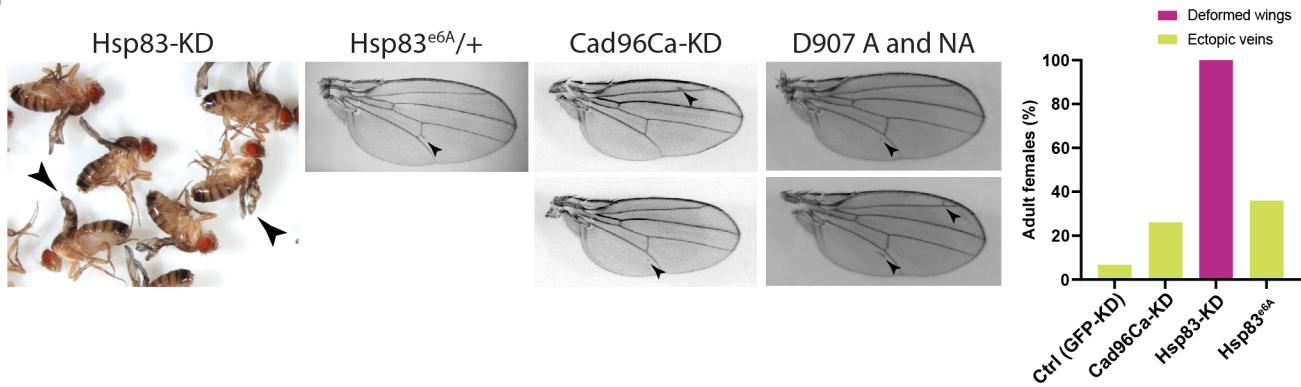 Hsp83-KD
Hsp83e6A/+
Cad96Ca-KD
D907 A and NA
Deformed wings
Ectopic veins
Adult females (%)
100
80
60
40
20
0
Ctrl (GFP-KD)
Cad96Ca-KD
Hsp83-KD
Hsp83e6A